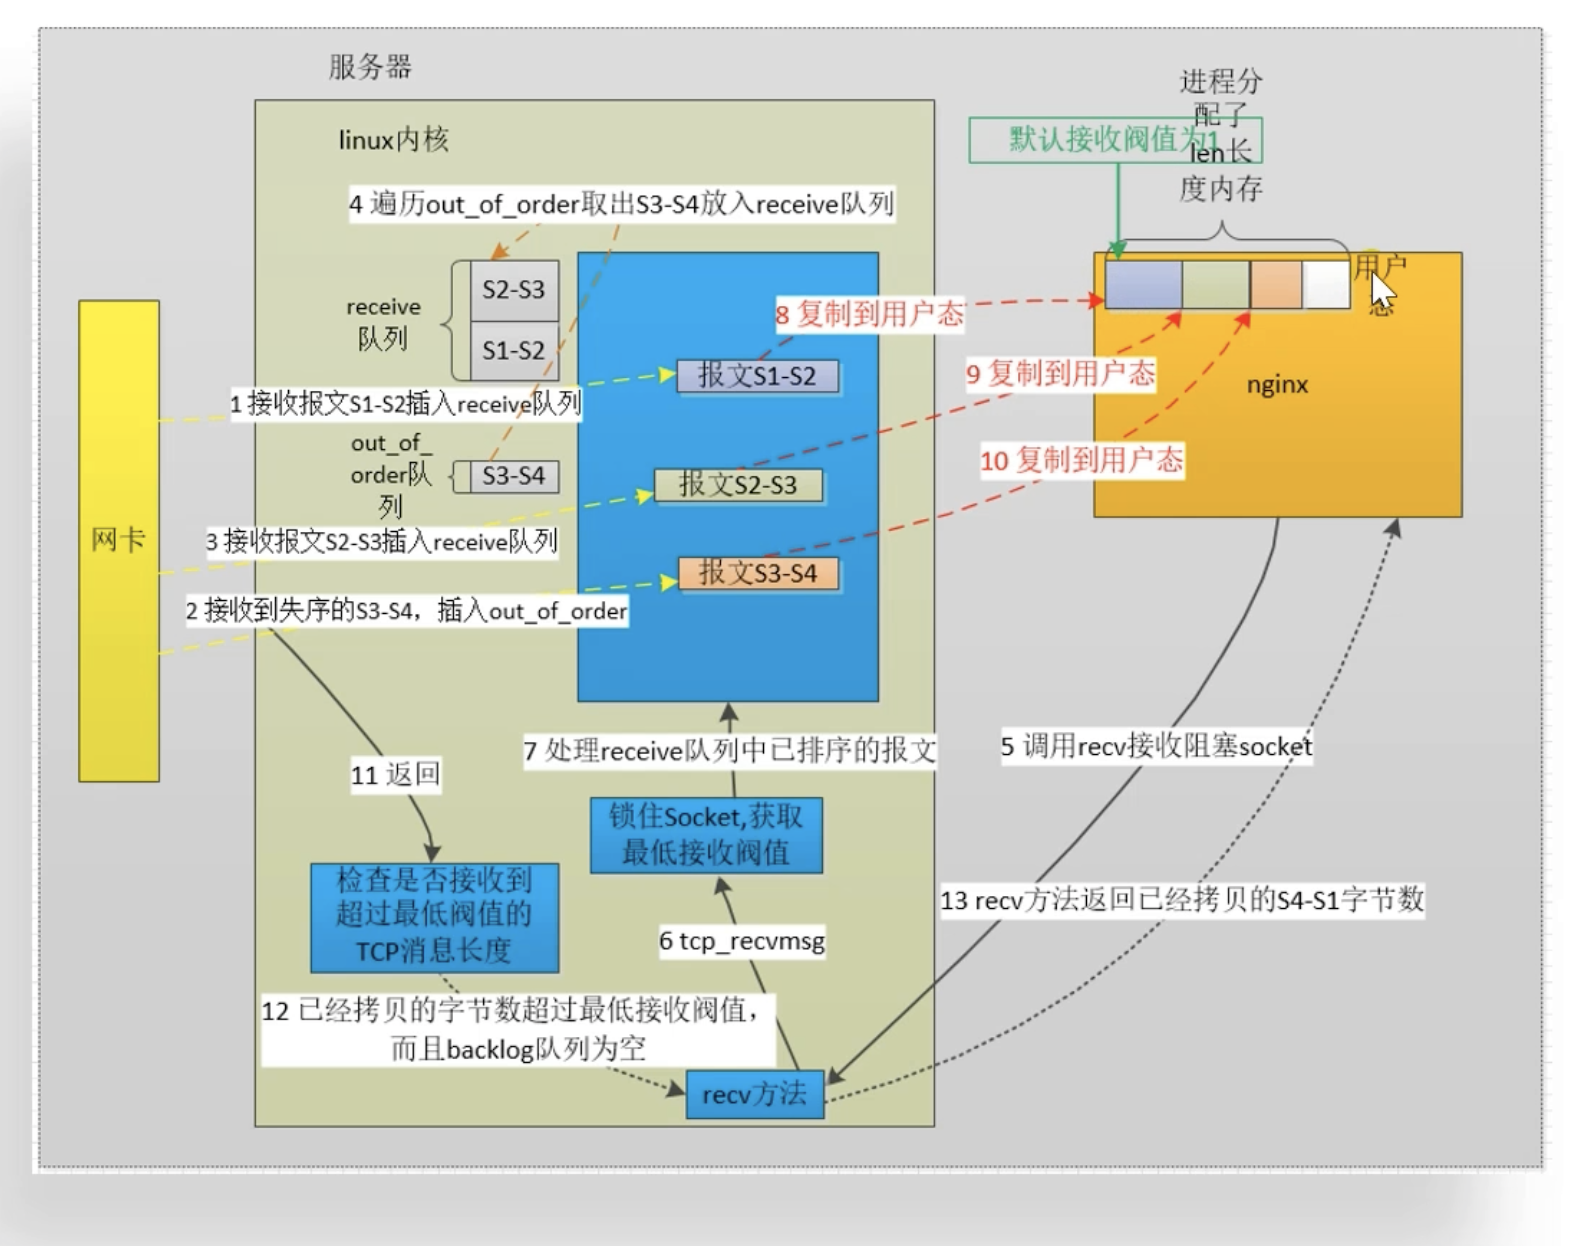 服务器
linux内核
进程分
配了
len长
度内存
默认接收阀值为1
4 遍历out_of_order取出S3-S4放入receive队列
receive
队列
S2-S3
S1-S2
用户
态
8 复制到用户态
报文S1-S2
9 复制到用户态
nginx
1 接收报文S1-S2插入receive队列
out_of_
order队
列
S3-S4
10 复制到用户态
报文S2-S3
网卡
3 接收报文S2-S3插入receive队列
报文S3-S4
2 接收到失序的S3-S4，插入out_of_order
7 处理receive队列中已排序的报文
5 调用recv接收阻塞socket
11 返回
锁住Socket,获取
最低接收阀值
检查是否接收到
超过最低阀值的
TCP消息长度
13 recv方法返回已经拷贝的S4-S1字节数
6 tcp_recvmsg
12 已经拷贝的字节数超过最低接收阀值，
而且backlog队列为空
recv方法